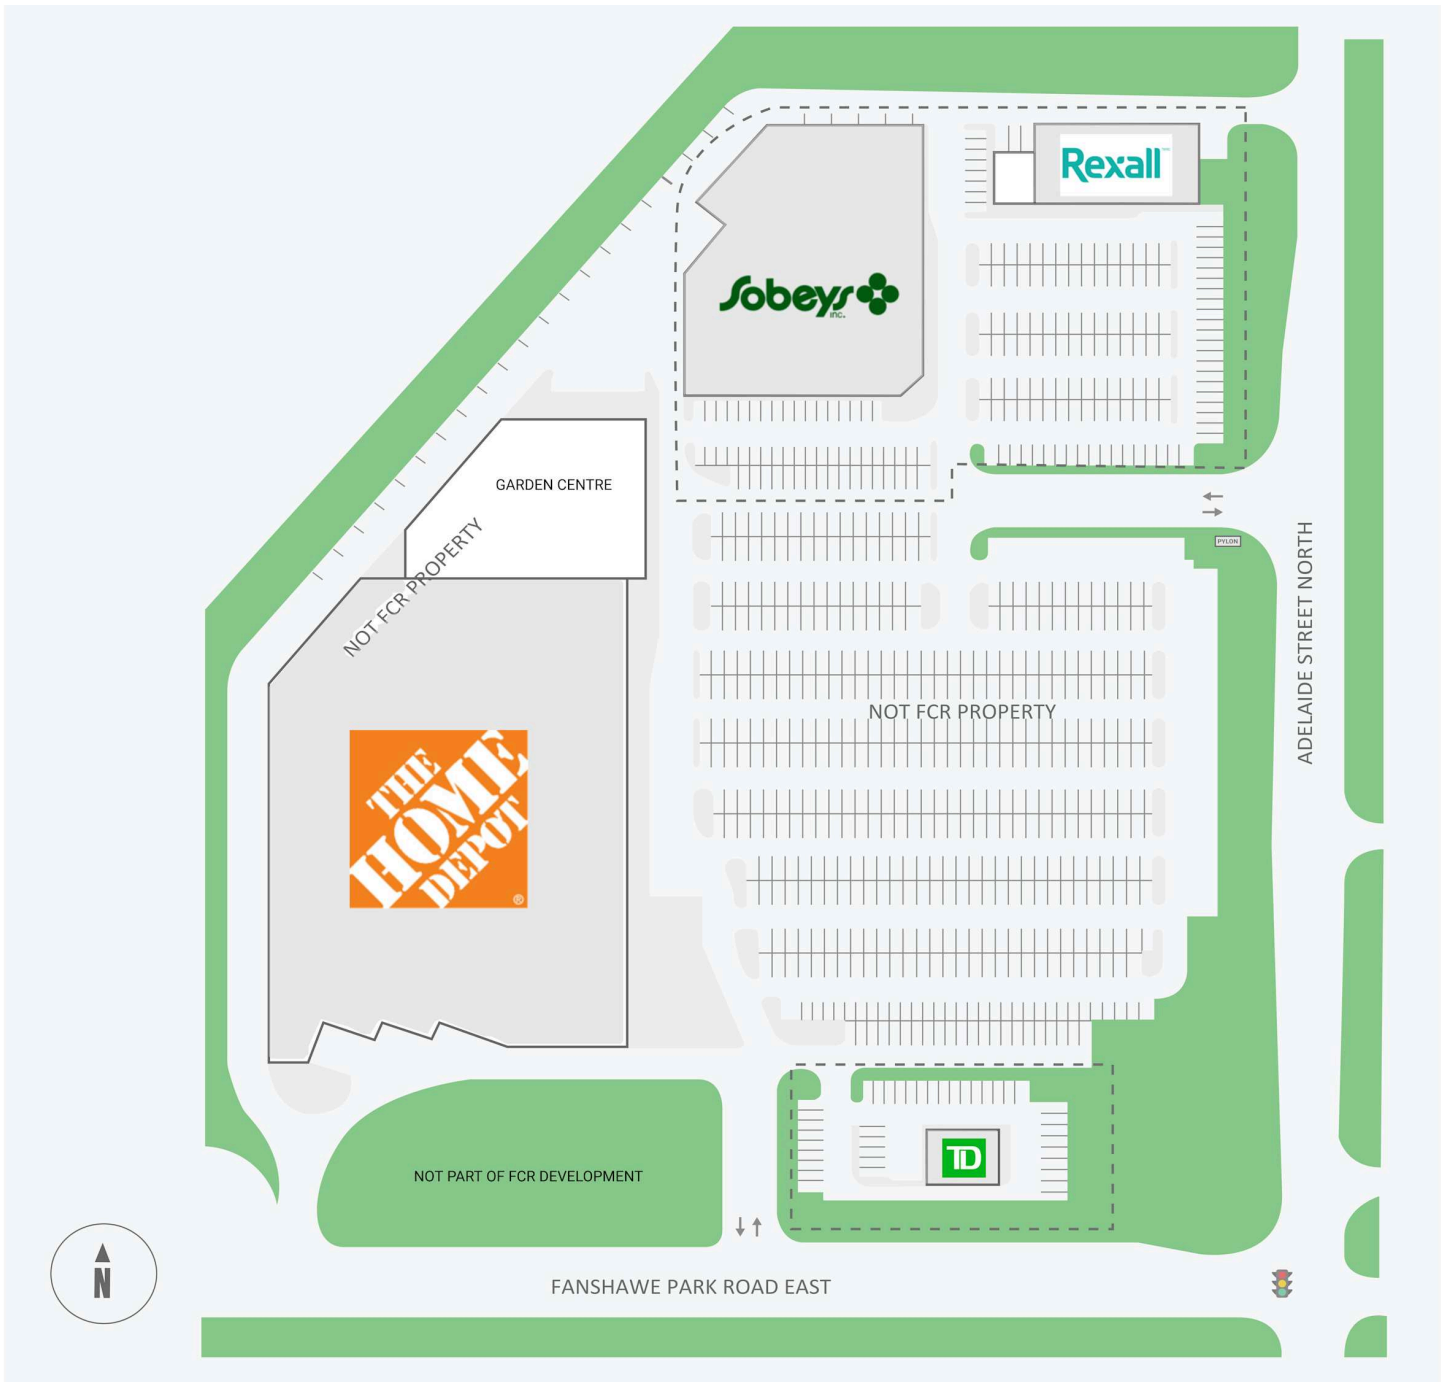 Rexall
Sobeys
INC.
GARDEN CENTRE
NOT FCR PROPERTY
PYLON
ADELAIDE STREET NORTH
NOT FCR PROPERTY
THE
HOME
DEPOT
®
NOT PART OF FCR DEVELOPMENT
TD
N
FANSHAWE PARK ROAD EAST